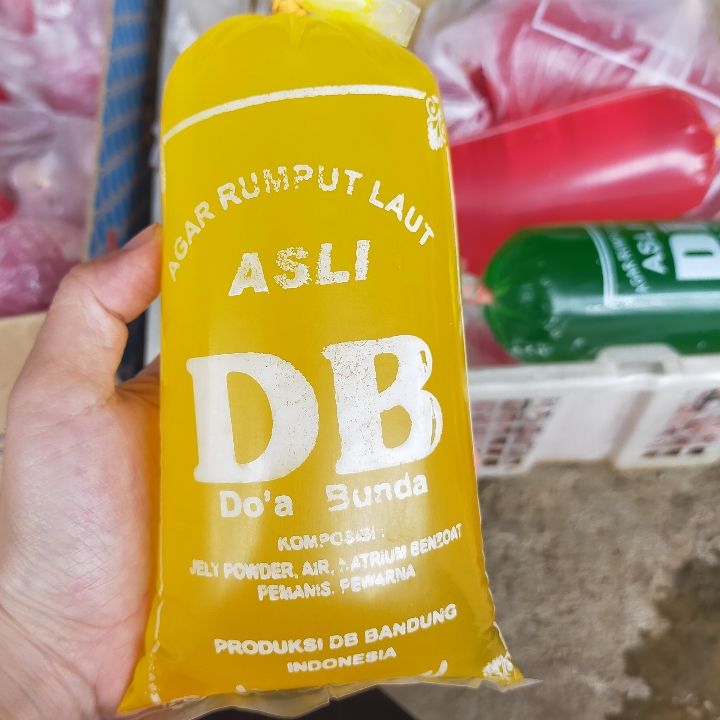 AGAR RUMPUT LAUT
ASLI
DB
Do'a Bunda
KOMPOSISI :
JELY POWDER, AIR, NATRIUM BENZOAT
PEMANIS, PEWARNA
PRODUKSI DB BANDUNG
INDONESIA
ASLI